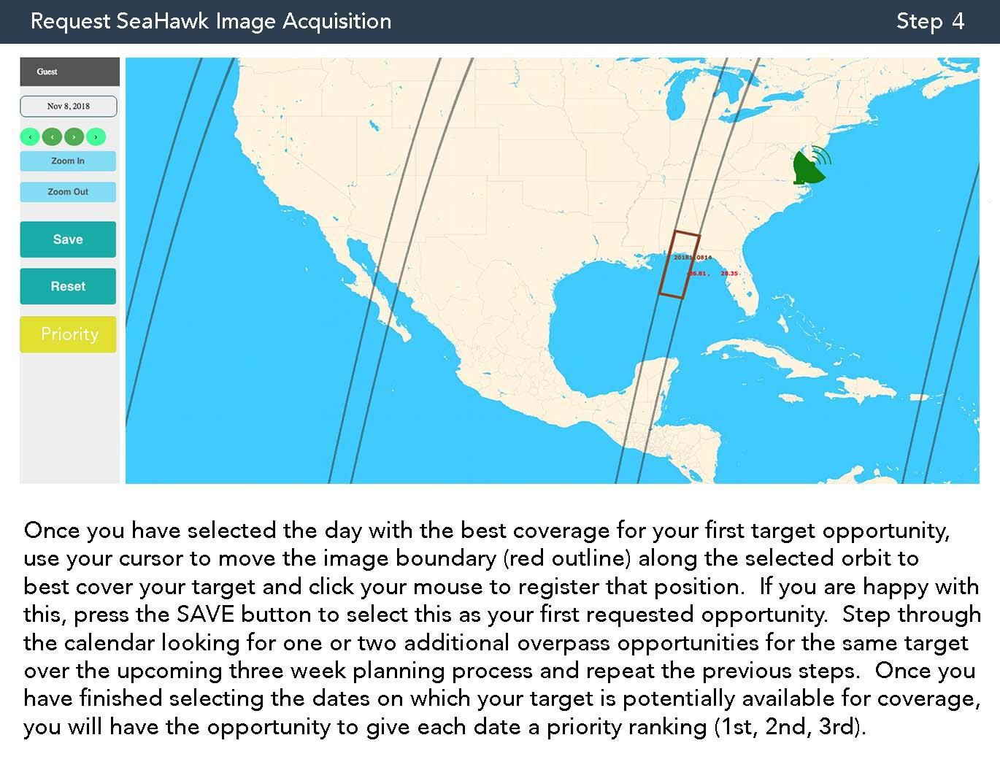 Request SeaHawk Image Acquisition
Step 4
Guest
Nov 8, 2018
‹ ‹ › ›
Zoom In
Zoom Out
Save
Reset
Priority
2018110814
-86.81 , 28.35
Once you have selected the day with the best coverage for your first target opportunity,
use your cursor to move the image boundary (red outline) along the selected orbit to
best cover your target and click your mouse to register that position. If you are happy with
this, press the SAVE button to select this as your first requested opportunity. Step through
the calendar looking for one or two additional overpass opportunities for the same target
over the upcoming three week planning process and repeat the previous steps. Once you
have finished selecting the dates on which your target is potentially available for coverage,
you will have the opportunity to give each date a priority ranking (1st, 2nd, 3rd).